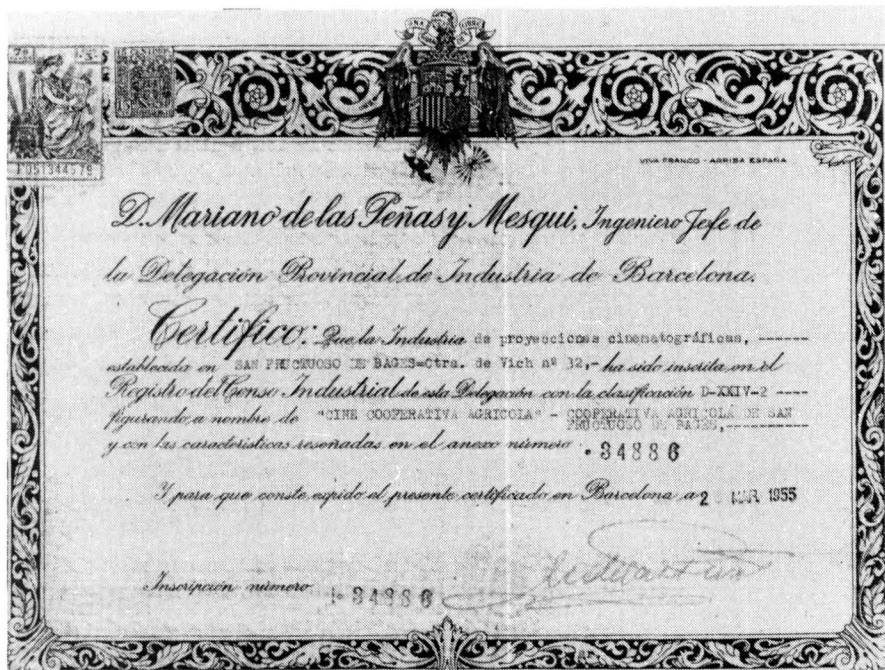 UNA LIBRE
VIVA FRANCO - ARRIBA ESPAÑA
D. Mariano de las Peñas y Mesqui, Ingeniero Jefe de
la Delegación Provincial de Industria de Barcelona.
Certifico: Que la Industria de proyecciones cinematográficas, -------
establecida en SAN FRUCTUOSO DE BAGES=Ctra. de Vich nº 32,- ha sido inscrita en el
Registro del Censo Industrial de esta Delegación con la clasificación D-XXIV-2 ----
figurando a nombre de "CINE COOPERATIVA AGRICOLA" - COOPERATIVA AGRICOLA DE SAN
FRUCTUOSO DE BAGES,---------
y con las características reseñadas en el anexo número 34886
Y para que conste expido el presente certificado en Barcelona a 2 MAR 1955
Inscripción número 34886